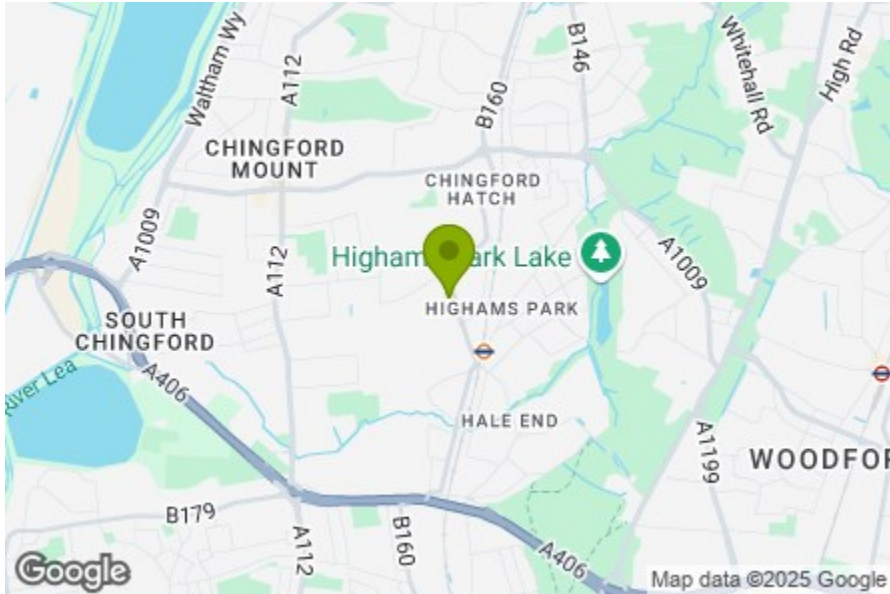 Waltham Wy
A112
B160
B146
Whitehall Rd
High Rd
CHINGFORD
MOUNT
CHINGFORD
HATCH
A1009
A112
Highams Park Lake
A1009
HIGHAMS PARK
SOUTH
CHINGFORD
River Lea
A406
HALE END
A1199
WOODFOR
B179
A112
B160
A406
Google
Map data ©2025 Google